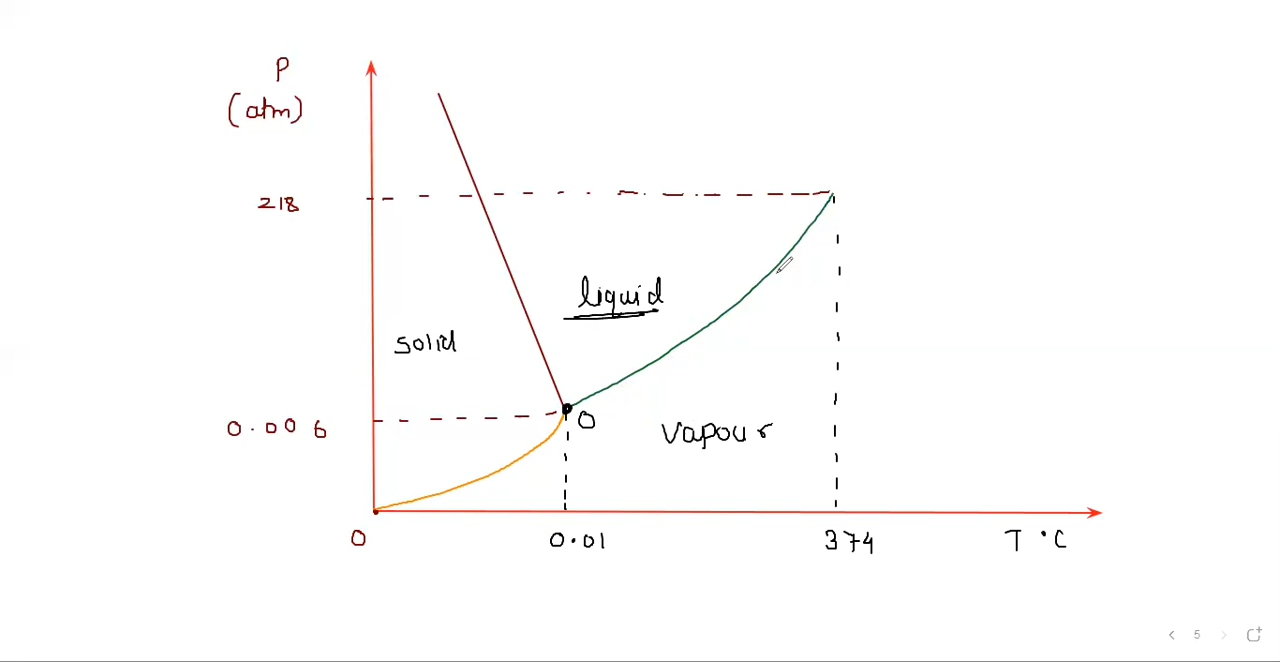 P
(atm)
218
liquid
solid
0.006
O
vapour
0
0.01
374
T °C
5